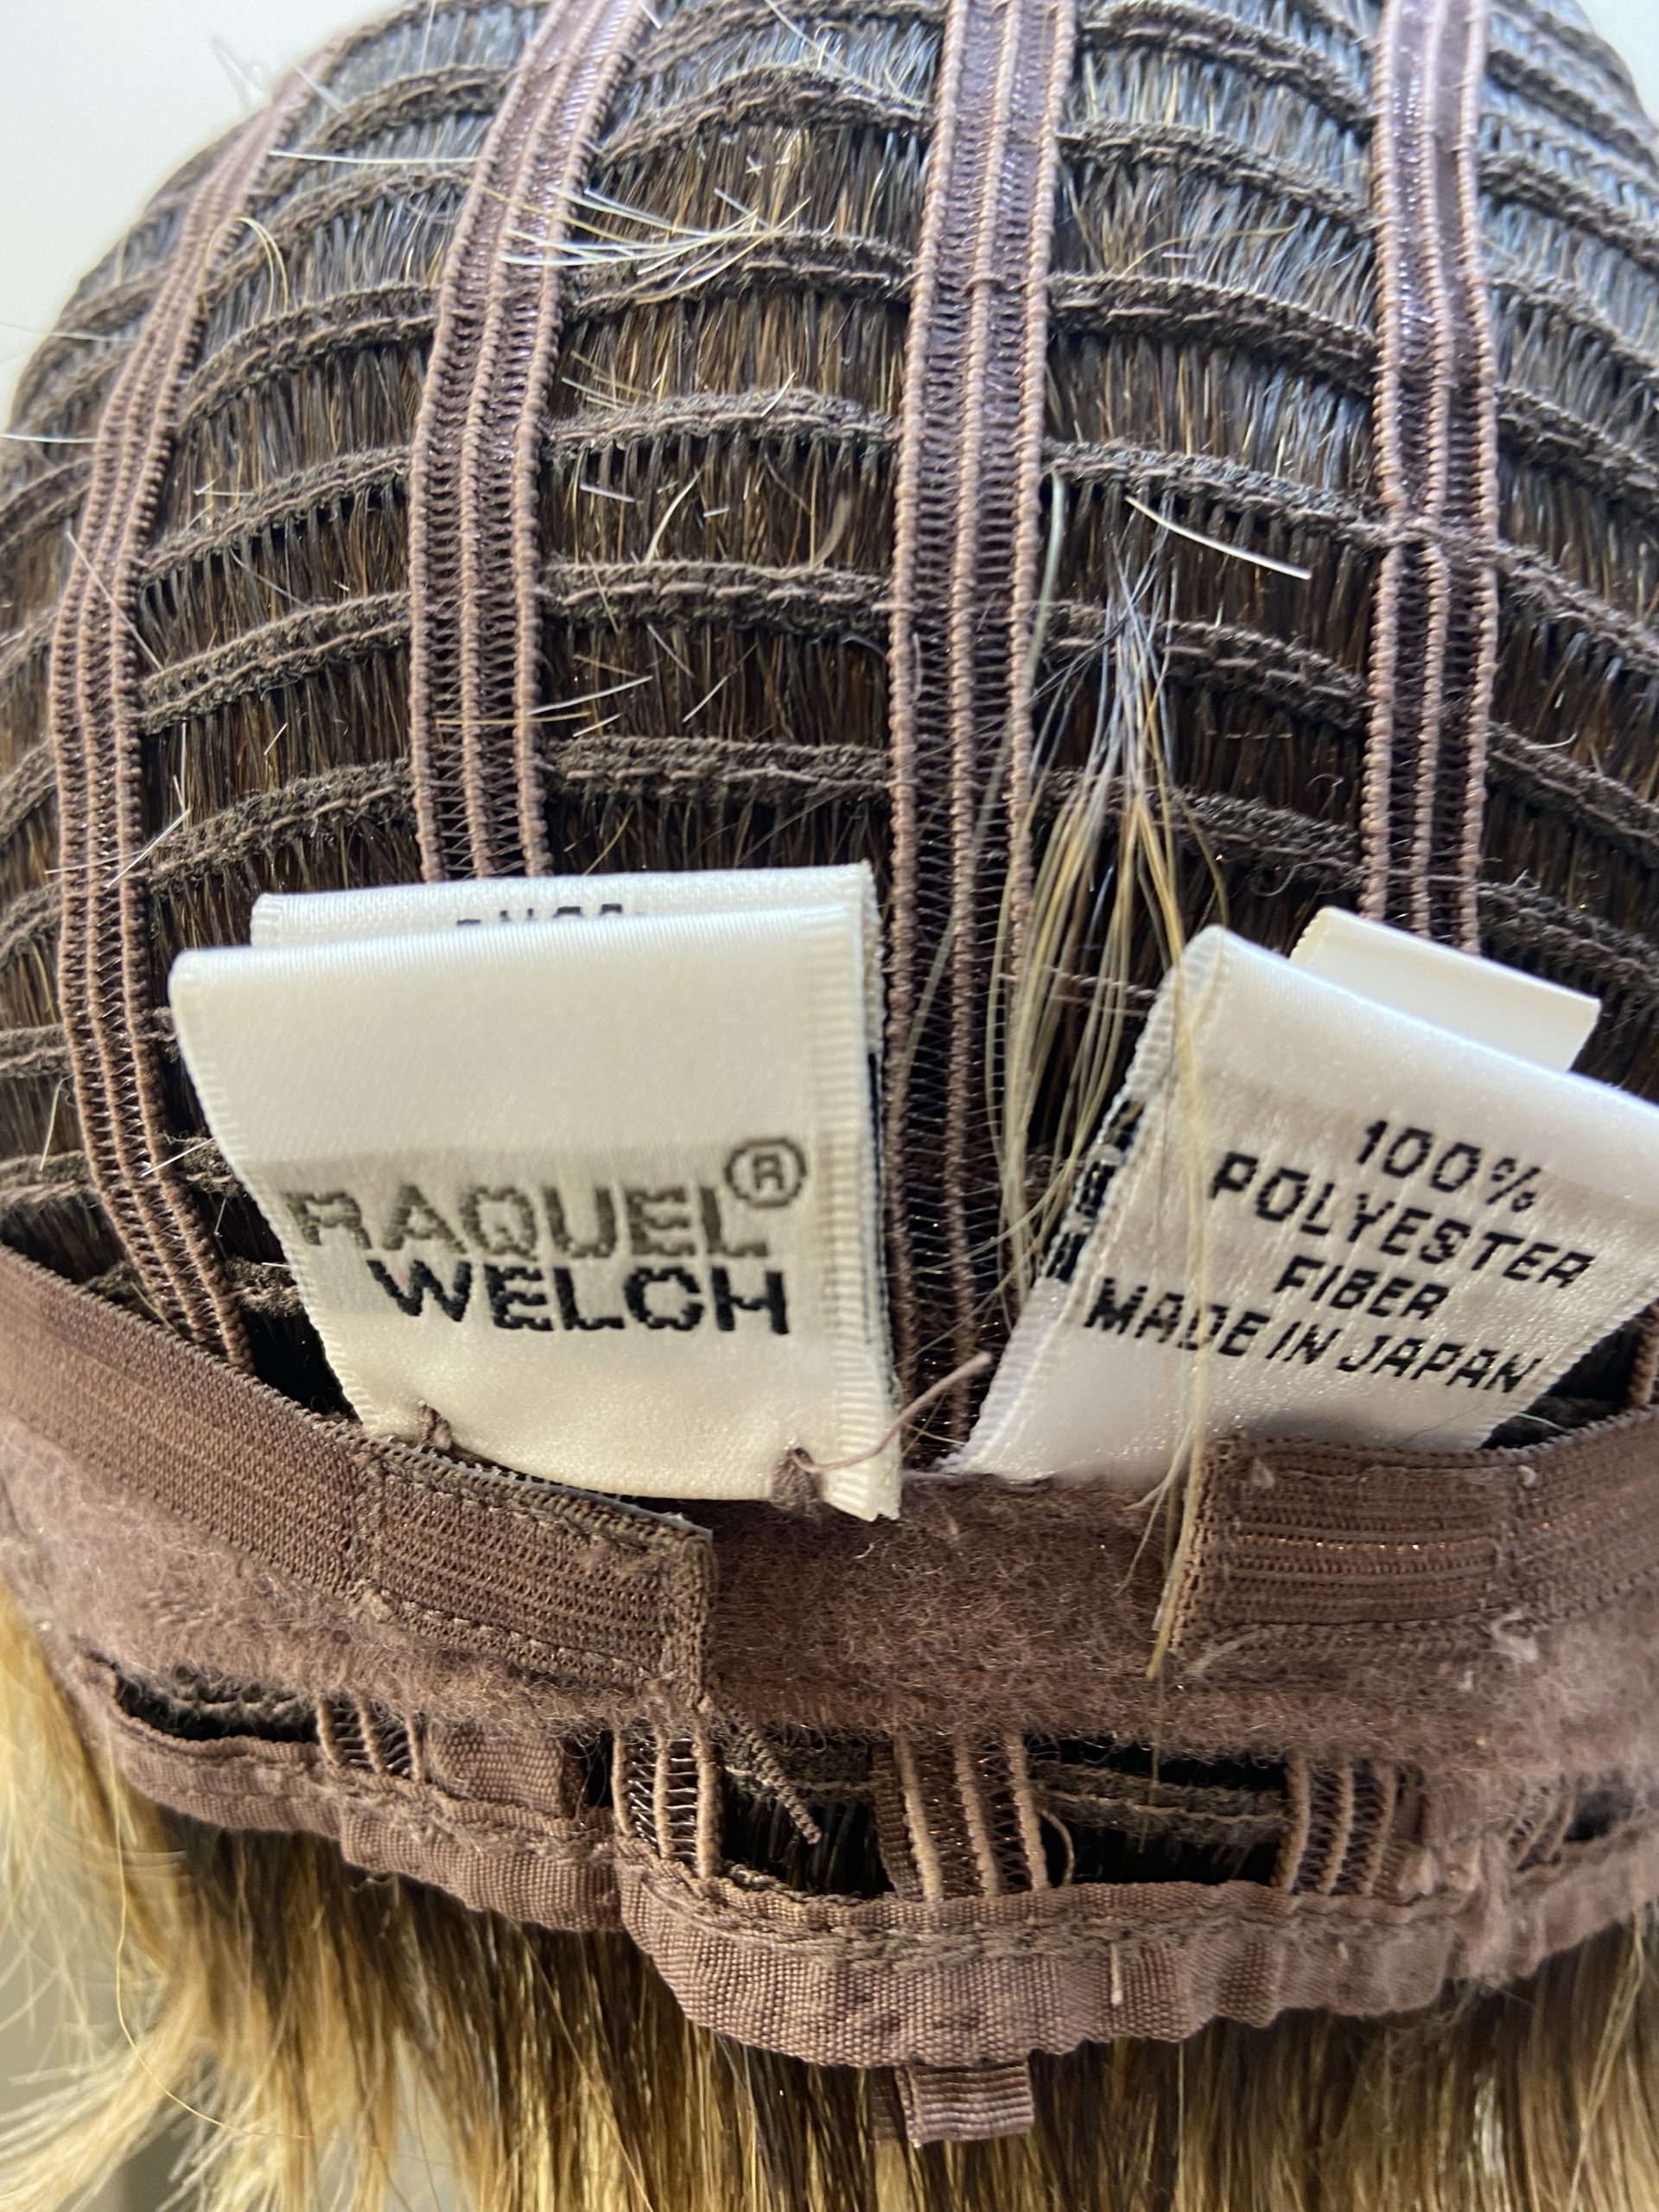 RAQUEL®
WELCH
100%
POLYESTER
FIBER
MADE IN JAPAN